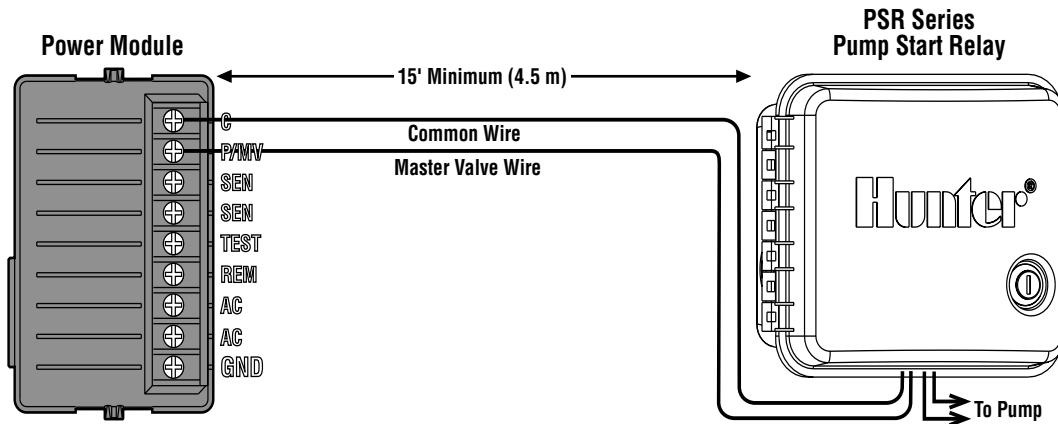 Power Module
PSR Series
Pump Start Relay
15' Minimum (4.5 m)
C
Common Wire
P/MV
Master Valve Wire
SEN
SEN
TEST
REM
AC
AC
GND
Hunter®
To Pump